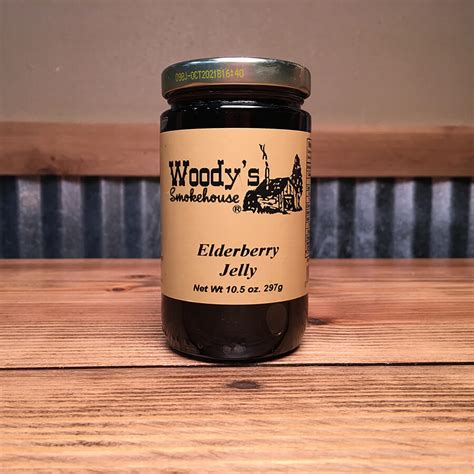 Woody's
Smokehouse
®
Elderberry
Jelly
Net Wt 10.5 oz. 297g